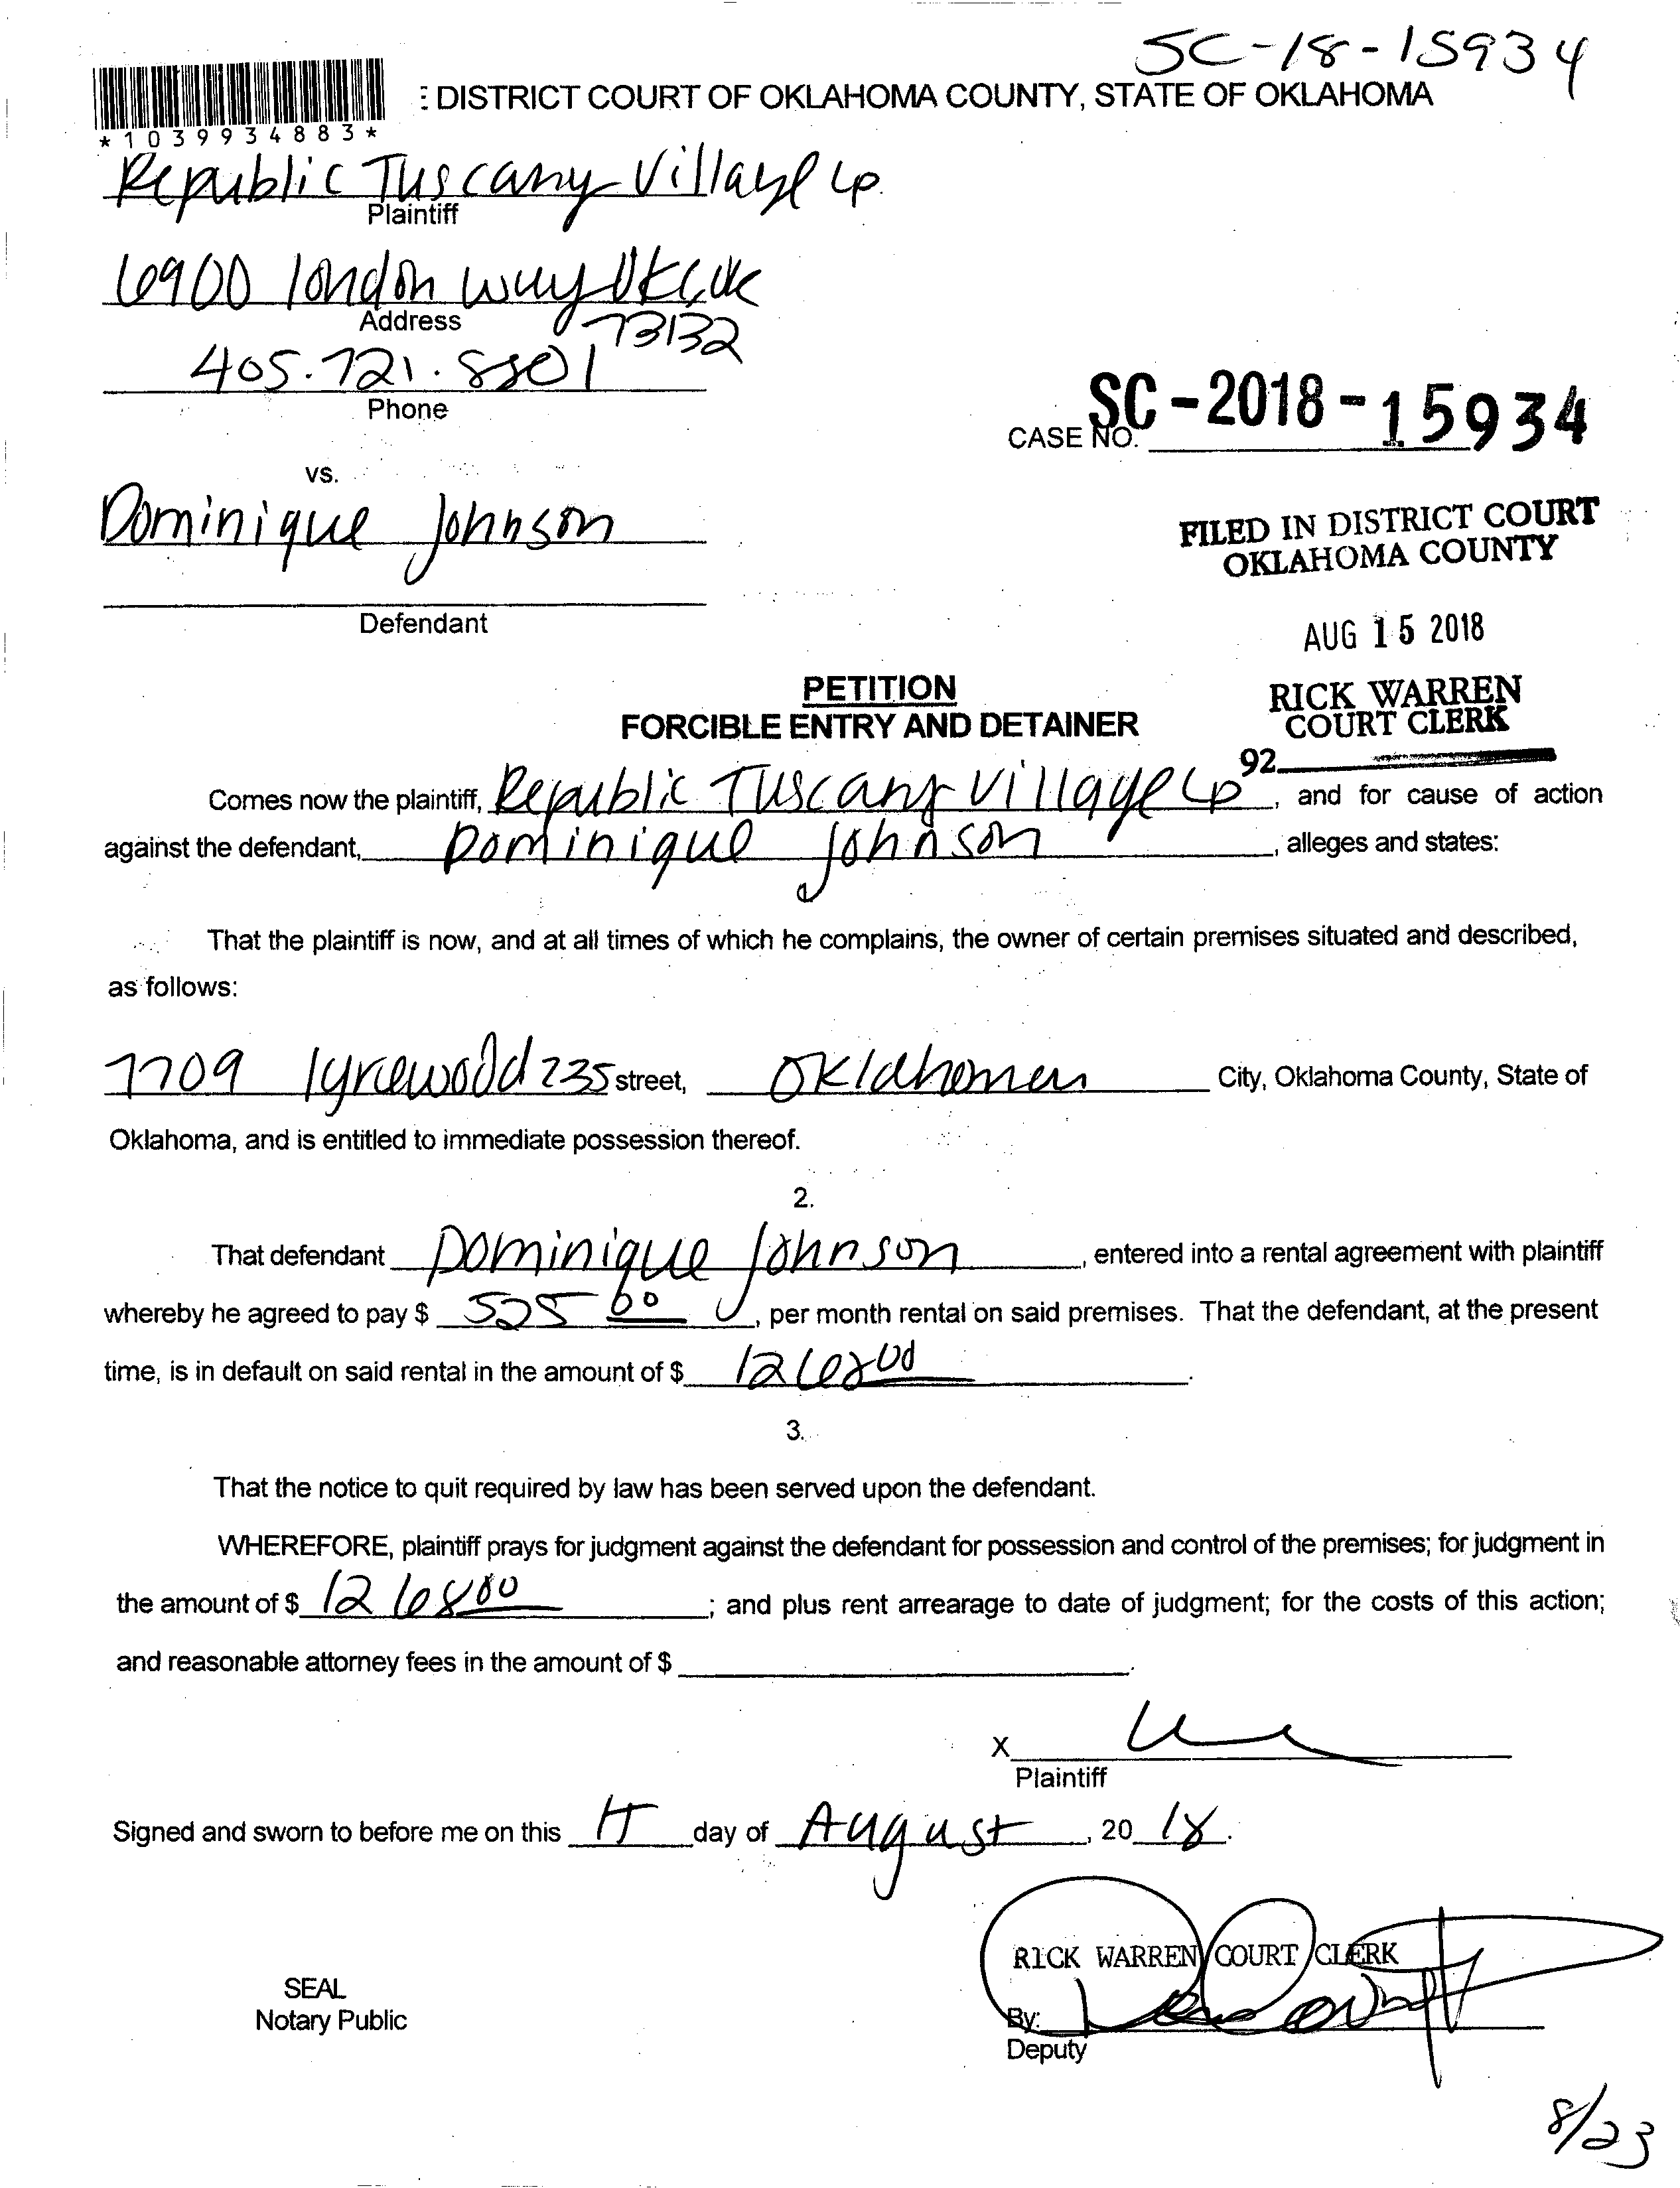 SC-18-15934
DISTRICT COURT OF OKLAHOMA COUNTY, STATE OF OKLAHOMA
*1039934883*
Republic Tuscany Village LP.
Plaintiff
6900 london way OKC, OK
Address
73132
405.721.8801
Phone
SC-2018-15934
CASE NO.
vs.
Dominique Johnson
FILED IN DISTRICT COURT
OKLAHOMA COUNTY
Defendant
AUG 15 2018
PETITION
RICK WARREN
COURT CLERK
FORCIBLE ENTRY AND DETAINER
92
Comes now the plaintiff, Republic Tuscany Village LP, and for cause of action
against the defendant, Dominique Johnson, alleges and states:
That the plaintiff is now, and at all times of which he complains, the owner of certain premises situated and described,
as follows:
7709 lyrewood 235 street, Oklahoma City, Oklahoma County, State of
Oklahoma, and is entitled to immediate possession thereof.
2.
That defendant Dominique Johnson, entered into a rental agreement with plaintiff
whereby he agreed to pay $ 525 00, per month rental on said premises. That the defendant, at the present
time, is in default on said rental in the amount of $ 1268 00.
3.
That the notice to quit required by law has been served upon the defendant.
WHEREFORE, plaintiff prays for judgment against the defendant for possession and control of the premises; for judgment in
the amount of $ 1268 00; and plus rent arrearage to date of judgment; for the costs of this action;
and reasonable attorney fees in the amount of $ .
X
Plaintiff
Signed and sworn to before me on this day of August, 20 18.
RICK WARREN COURT CLERK
SEAL
Notary Public
By:
Deputy
8/23